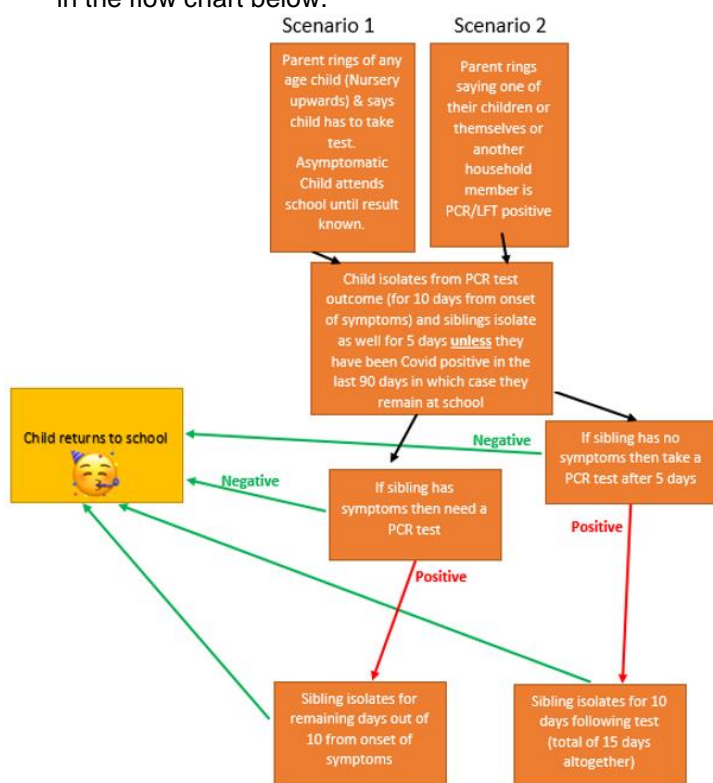 in the flow chart below:
Scenario 1
Scenario 2
Parent rings of any
age child (Nursery
upwards) & says
child has to take
test.
Asymptomatic
Child attends
school until result
known.
Parent rings
saying one of
their children or
themselves or
another
household
member is
PCR/LFT positive
Child isolates from PCR test
outcome (for 10 days from onset
of symptoms) and siblings isolate
as well for 5 days unless they
have been Covid positive in the
last 90 days in which case they
remain at school
Child returns to school
Negative
Negative
If sibling has no
symptoms then take a
PCR test after 5 days
If sibling has
symptoms then need a
PCR test
Positive
Positive
Sibling isolates for
remaining days out of
10 from onset of
symptoms
Sibling isolates for 10
days following test
(total of 15 days
altogether)